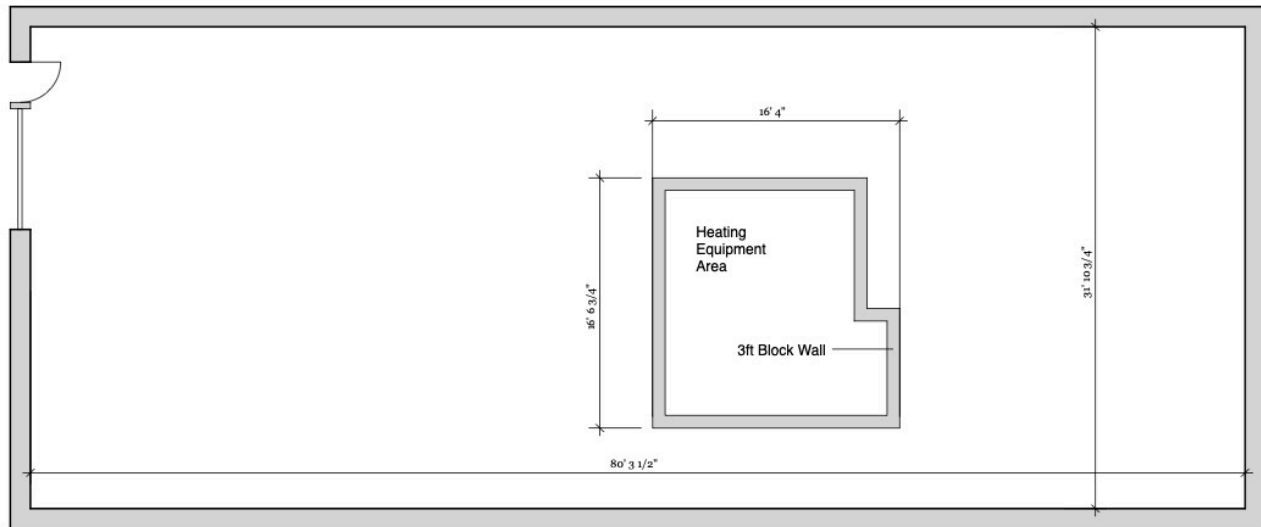 16' 4"
Heating
Equipment
Area
31' 10 3/4"
16' 6 3/4"
3ft Block Wall
80' 3 1/2"